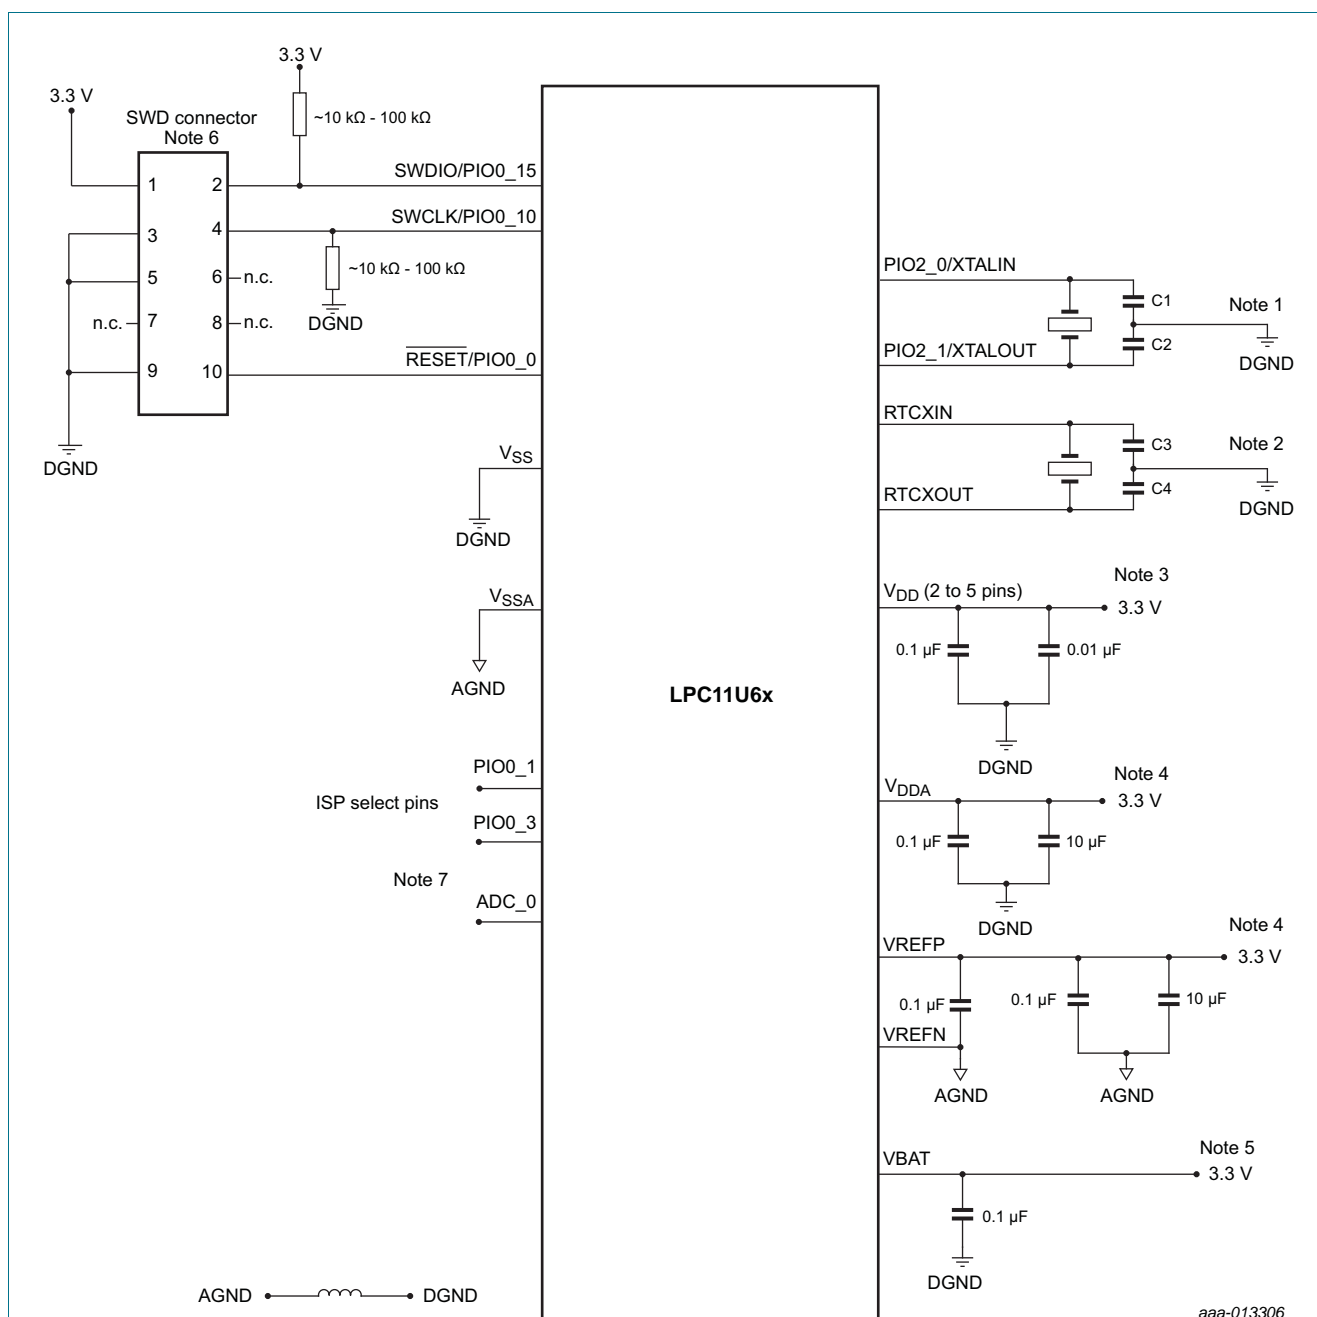 3.3 V
3.3 V
~10 kΩ - 100 kΩ
SWD connector
Note 6
1
2
SWDIO/PIO0_15
3
4
SWCLK/PIO0_10
5
6
n.c.
~10 kΩ - 100 kΩ
DGND
n.c.
7
8
n.c.
9
10
RESET/PIO0_0
DGND
VSS
DGND
VSSA
AGND
PIO0_1
ISP select pins
PIO0_3
Note 7
ADC_0
AGND
DGND
LPC11U6x
PIO2_0/XTALIN
C1
Note 1
C2
PIO2_1/XTALOUT
DGND
RTCXIN
C3
Note 2
C4
RTCXOUT
DGND
VDD (2 to 5 pins)
Note 3
3.3 V
0.1 μF
0.01 μF
DGND
VDDA
Note 4
3.3 V
0.1 μF
10 μF
DGND
VREFP
Note 4
3.3 V
0.1 μF
0.1 μF
10 μF
VREFN
AGND
AGND
VBAT
Note 5
3.3 V
0.1 μF
DGND
aaa-013306